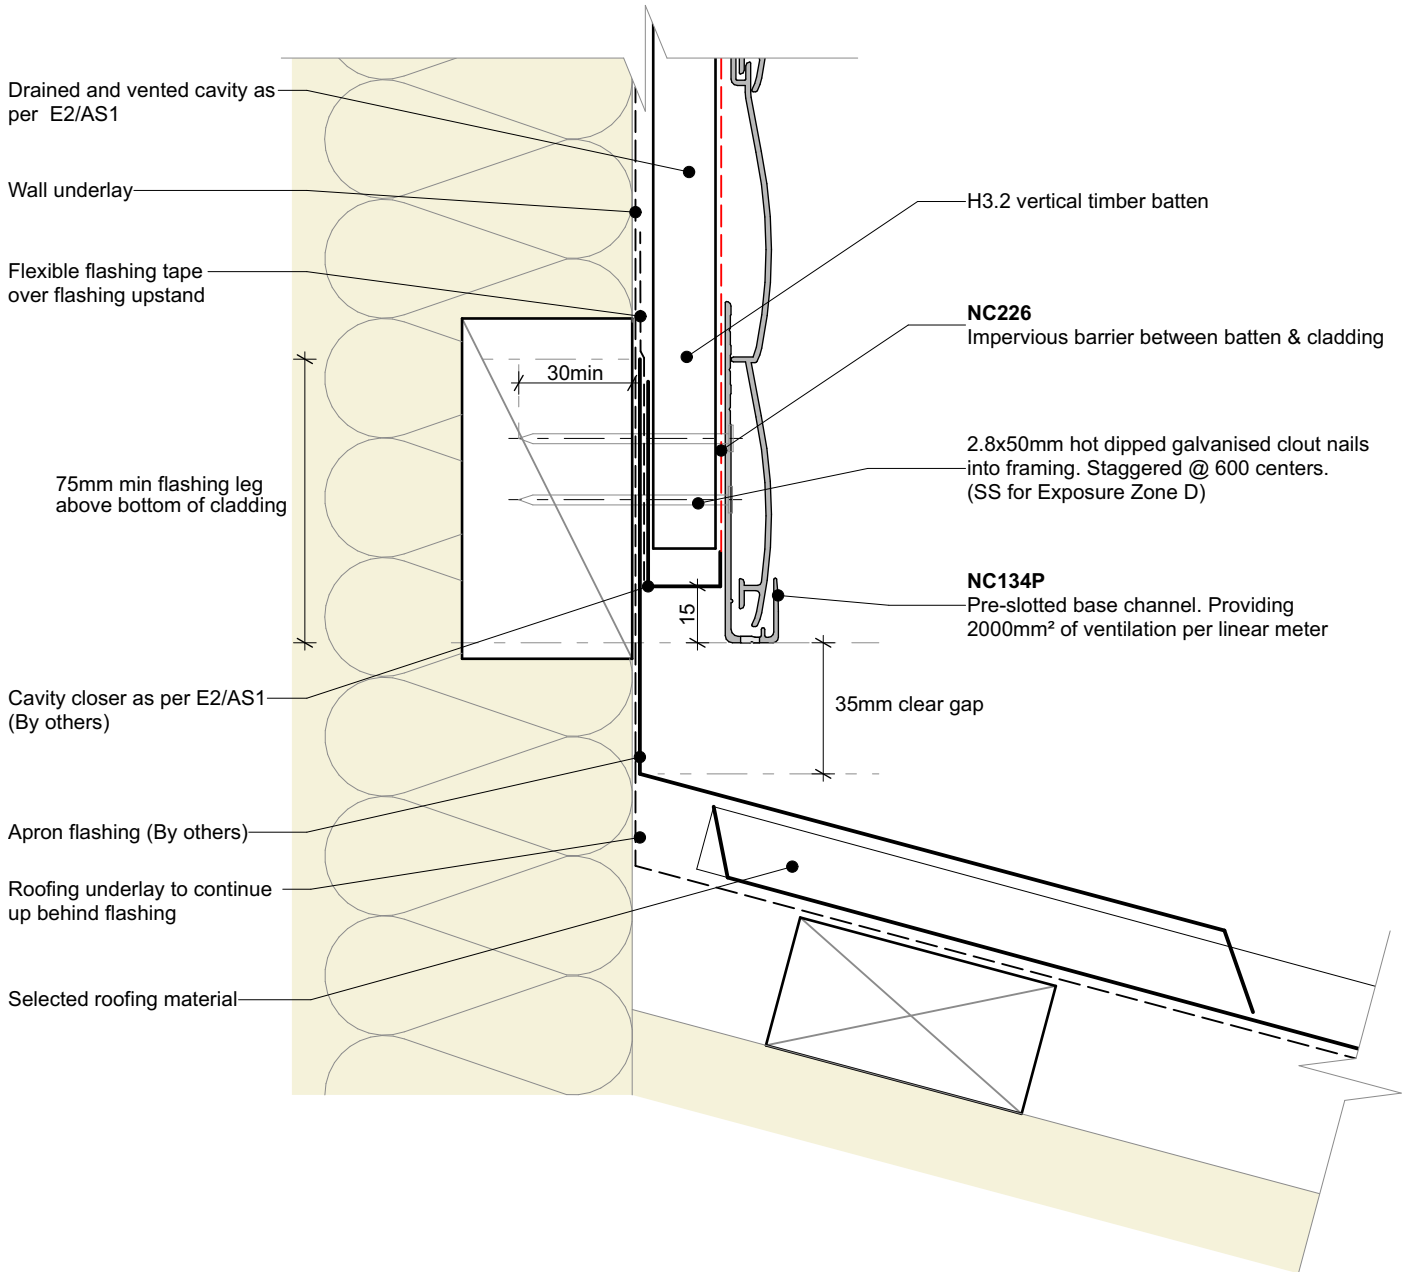 Drained and vented cavity as
per E2/AS1
Wall underlay
Flexible flashing tape
over flashing upstand
30min
75mm min flashing leg
above bottom of cladding
Cavity closer as per E2/AS1
(By others)
Apron flashing (By others)
Roofing underlay to continue
up behind flashing
Selected roofing material
H3.2 vertical timber batten
NC226
Impervious barrier between batten & cladding
2.8x50mm hot dipped galvanised clout nails
into framing. Staggered @ 600 centers.
(SS for Exposure Zone D)
NC134P
Pre-slotted base channel. Providing
2000mm² of ventilation per linear meter
15
35mm clear gap